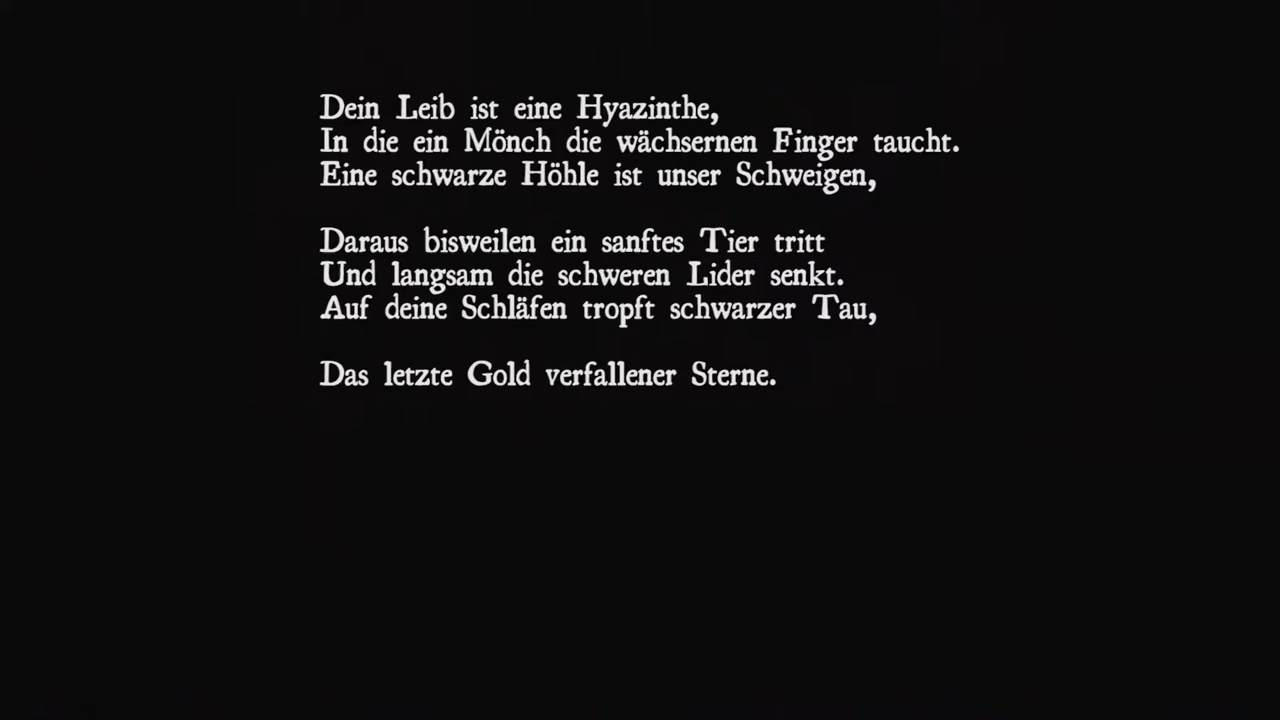 Dein Leib ist eine Hyazinthe,
In die ein Mönch die wächsernen Finger taucht.
Eine schwarze Höhle ist unser Schweigen,
Daraus bisweilen ein sanftes Tier tritt
Und langsam die schweren Lider senkt.
Auf deine Schläfen tropft schwarzer Tau,
Das letzte Gold verfallener Sterne.